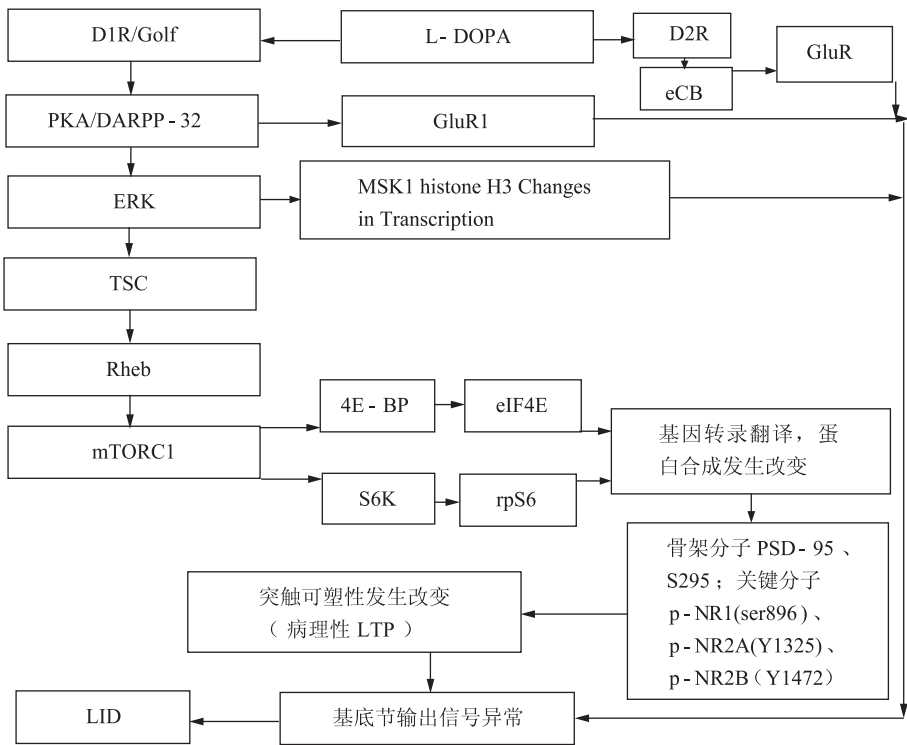 D1R/Golf
L- DOPA
D2R
GluR
eCB
PKA/DARPP - 32
GluR1
ERK
MSK1 histone H3 Changes
in Transcription
TSC
Rheb
4E - BP
eIF4E
mTORC1
基因转录翻译，蛋
白合成发生改变
S6K
rpS6
骨架分子 PSD- 95 、
S295；关键分子
p-NR1(ser896)、
p-NR2A(Y1325)、
p-NR2B（Y1472）
突触可塑性发生改变
（ 病理性 LTP ）
LID
基底节输出信号异常